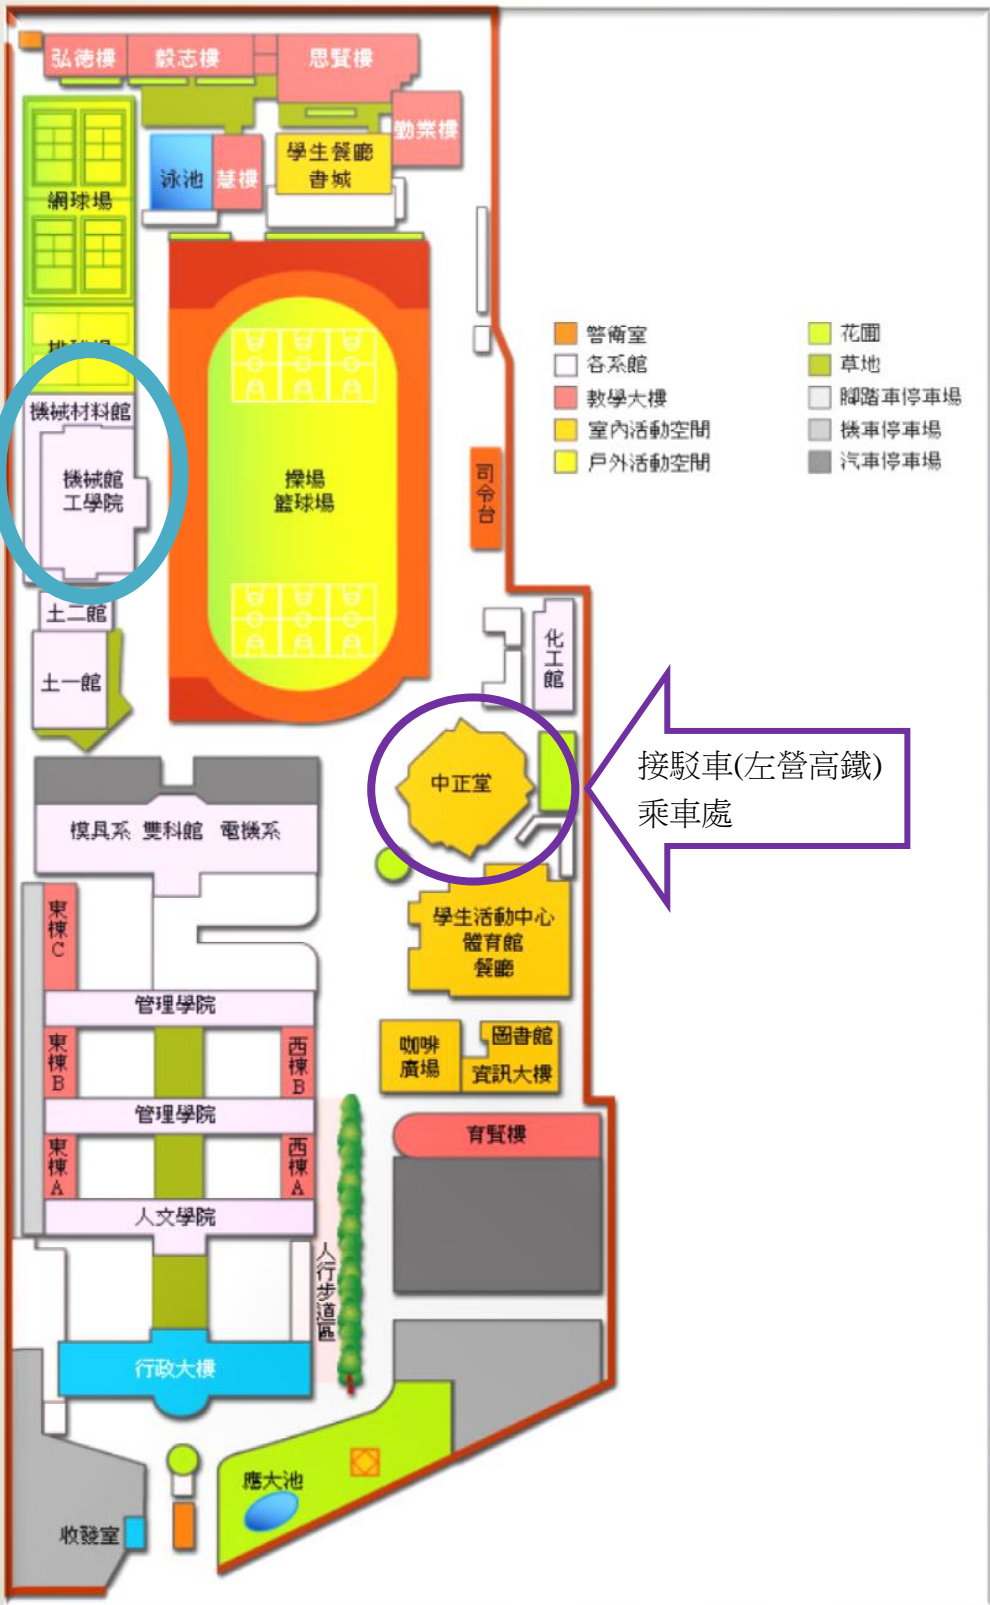 弘德樓
毅志樓
思賢樓
勤業樓
泳池
慧樓
學生餐廳
書城
網球場
排球場
機械材料館
機械館
工學院
操場
籃球場
司令台
警衛室
各系館
教學大樓
室內活動空間
戶外活動空間
花圃
草地
腳踏車停車場
機車停車場
汽車停車場
土二館
土一館
化工館
中正堂
接駁車(左營高鐵)
乘車處
模具系 雙科館 電機系
東棟C
學生活動中心
體育館
餐廳
管理學院
東棟B
西棟B
咖啡
廣場
圖書館
資訊大樓
管理學院
東棟A
西棟A
育賢樓
人文學院
人行步道區
行政大樓
應大池
收發室